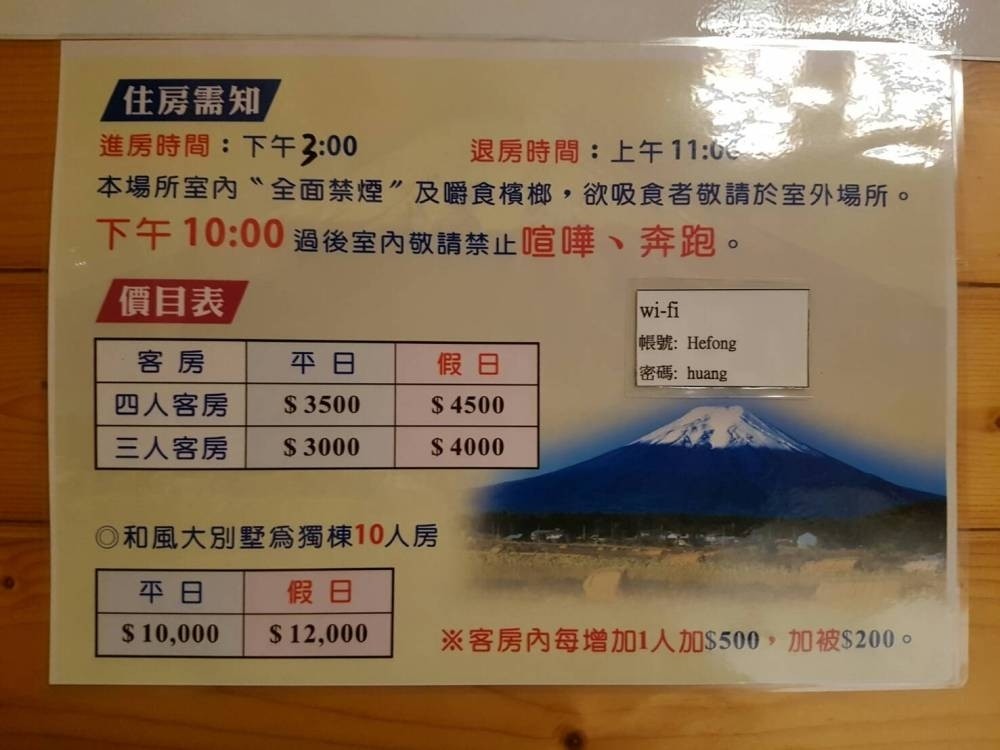 住房需知
進房時間：下午3:00 退房時間：上午11:00
本場所室內〝全面禁煙〞及嚼食檳榔，欲吸食者敬請於室外場所。
下午10:00過後室內敬請禁止喧嘩、奔跑。
價目表
wi-fi
帳號: Hefong
密碼: huang
客房 平日 假日
四人客房 $3500 $4500
三人客房 $3000 $4000
◎和風大別墅為獨棟10人房
平日 假日
$10,000 $12,000
※客房內每增加1人加$500，加被$200。